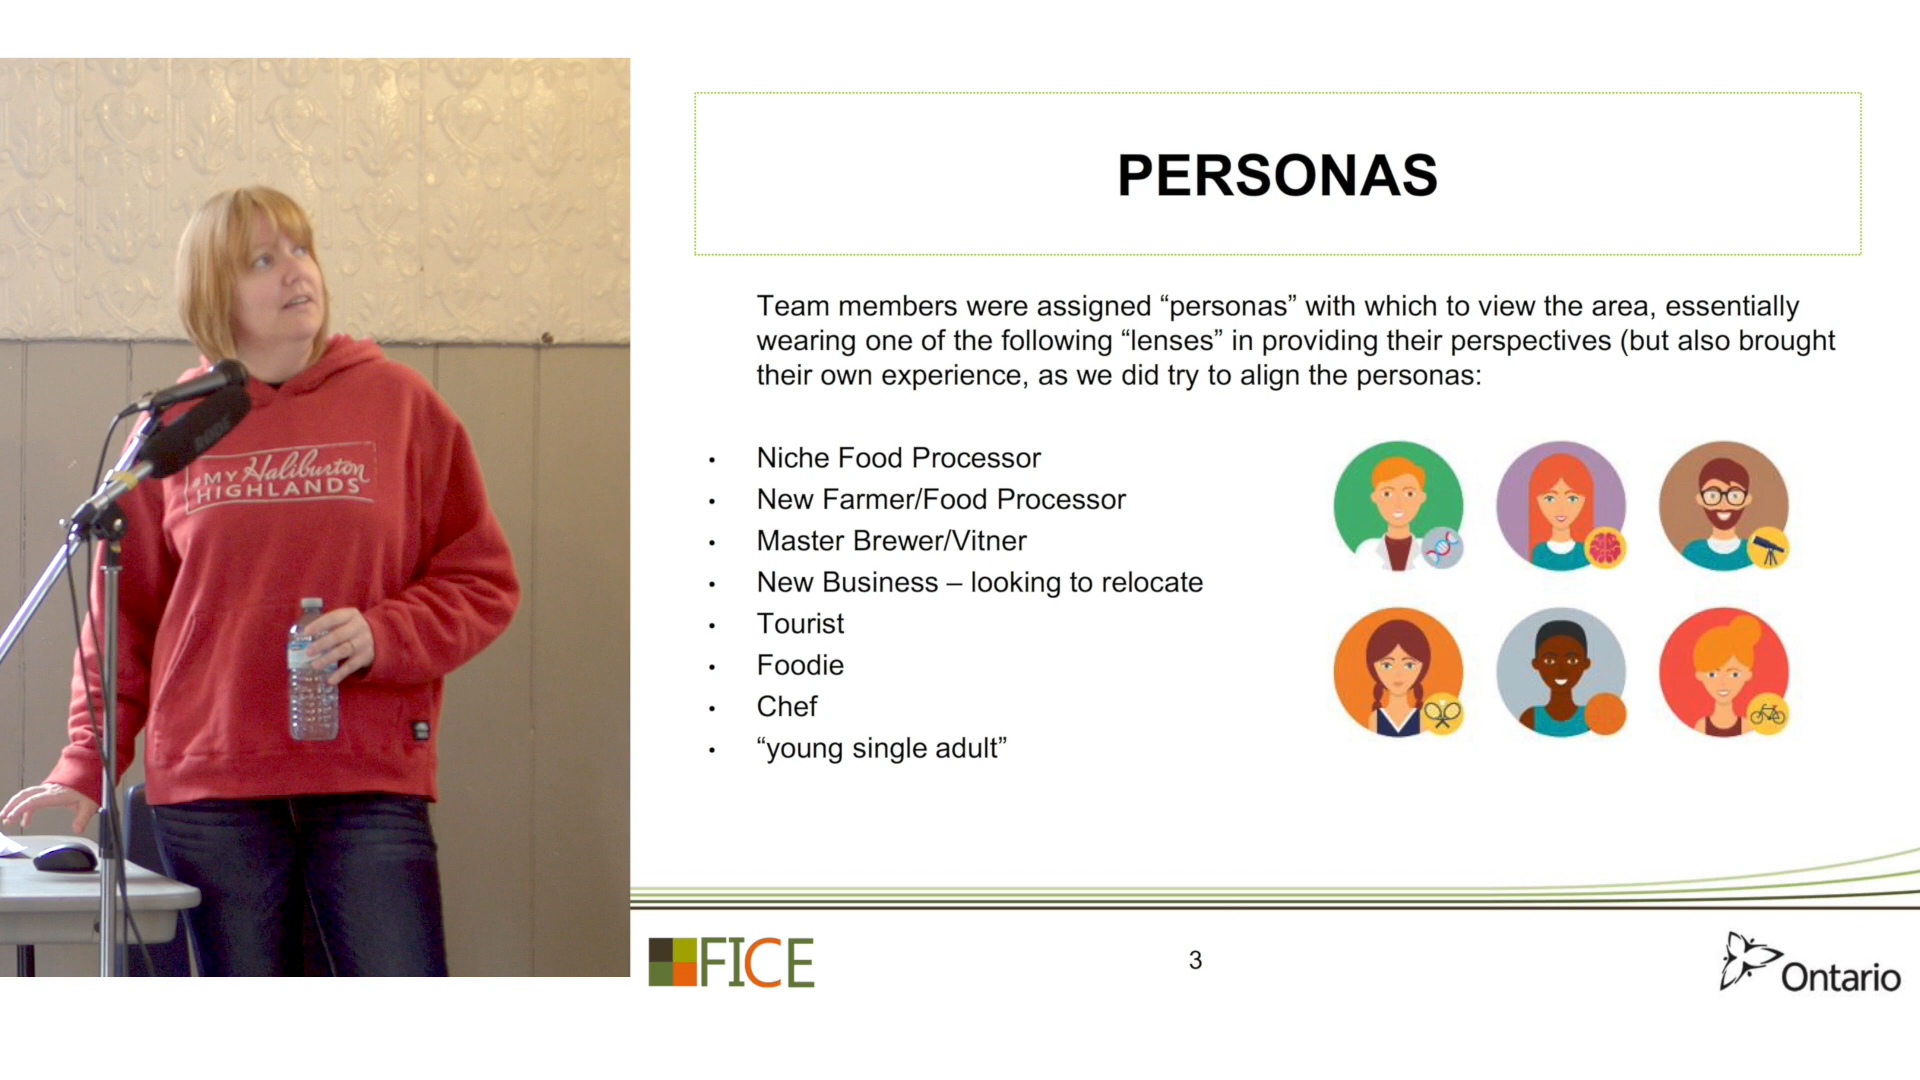 RODE
#MY Haliburton
HIGHLANDS
PERSONAS
Team members were assigned “personas” with which to view the area, essentially
wearing one of the following “lenses” in providing their perspectives (but also brought
their own experience, as we did try to align the personas:
• Niche Food Processor
• New Farmer/Food Processor
• Master Brewer/Vitner
• New Business – looking to relocate
• Tourist
• Foodie
• Chef
• “young single adult”
FICE
3
Ontario